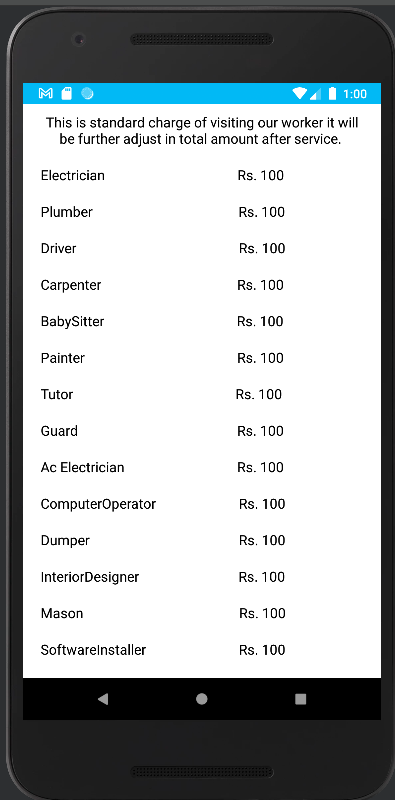 1:00
This is standard charge of visiting our worker it will
be further adjust in total amount after service.
Electrician Rs. 100
Plumber Rs. 100
Driver Rs. 100
Carpenter Rs. 100
BabySitter Rs. 100
Painter Rs. 100
Tutor Rs. 100
Guard Rs. 100
Ac Electrician Rs. 100
ComputerOperator Rs. 100
Dumper Rs. 100
InteriorDesigner Rs. 100
Mason Rs. 100
SoftwareInstaller Rs. 100